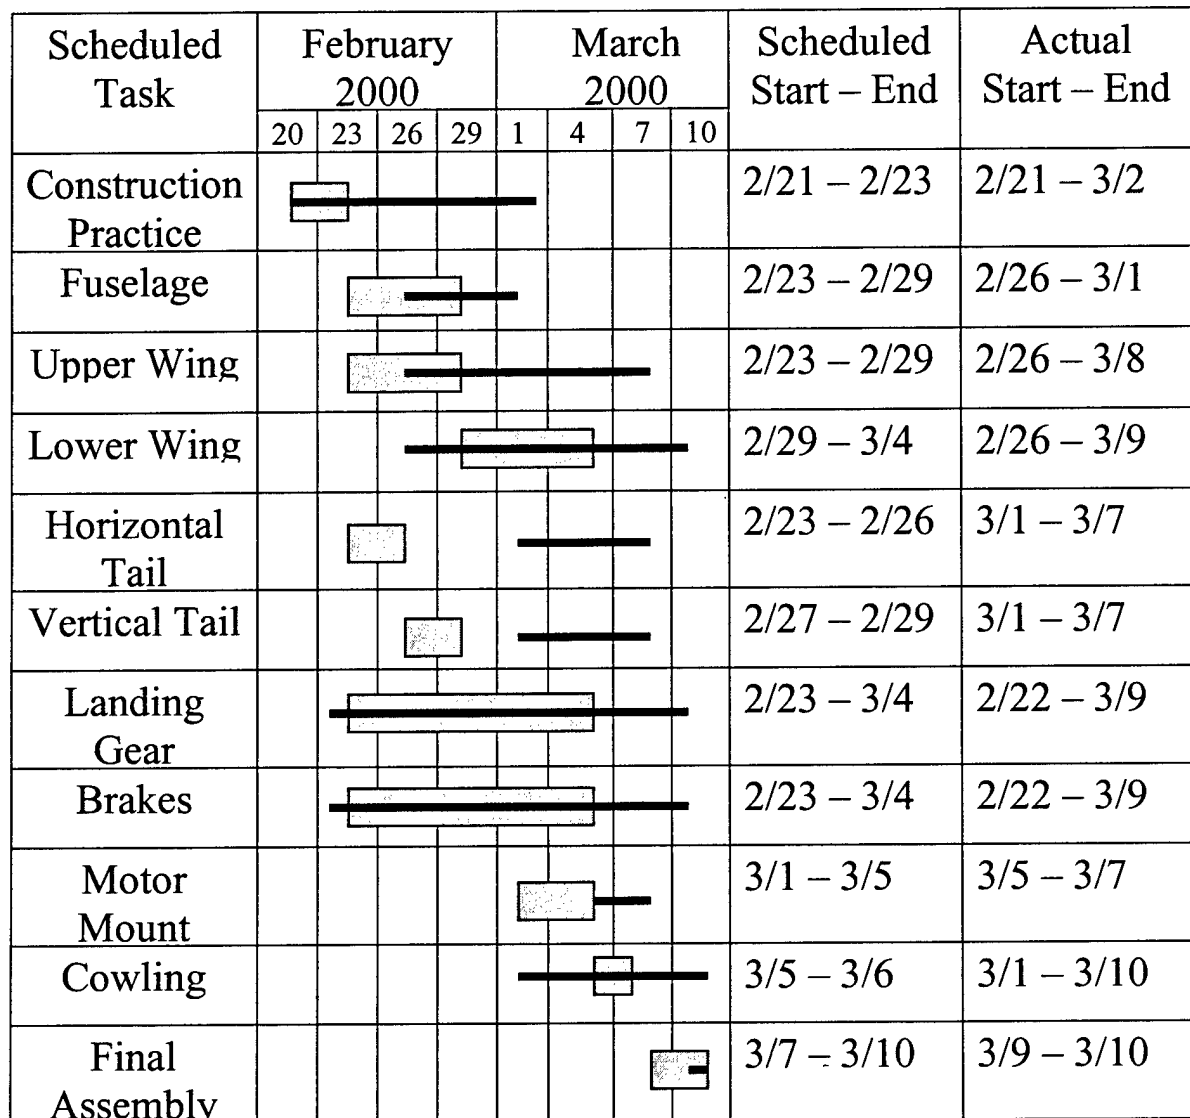 Scheduled Task
February 2000
March 2000
Scheduled Start – End
Actual Start – End
20 23 26 29 1 4 7 10
Construction Practice
2/21 – 2/23
2/21 – 3/2
Fuselage
2/23 – 2/29
2/26 – 3/1
Upper Wing
2/23 – 2/29
2/26 – 3/8
Lower Wing
2/29 – 3/4
2/26 – 3/9
Horizontal Tail
2/23 – 2/26
3/1 – 3/7
Vertical Tail
2/27 – 2/29
3/1 – 3/7
Landing Gear
2/23 – 3/4
2/22 – 3/9
Brakes
2/23 – 3/4
2/22 – 3/9
Motor Mount
3/1 – 3/5
3/5 – 3/7
Cowling
3/5 – 3/6
3/1 – 3/10
Final Assembly
3/7 – 3/10
3/9 – 3/10